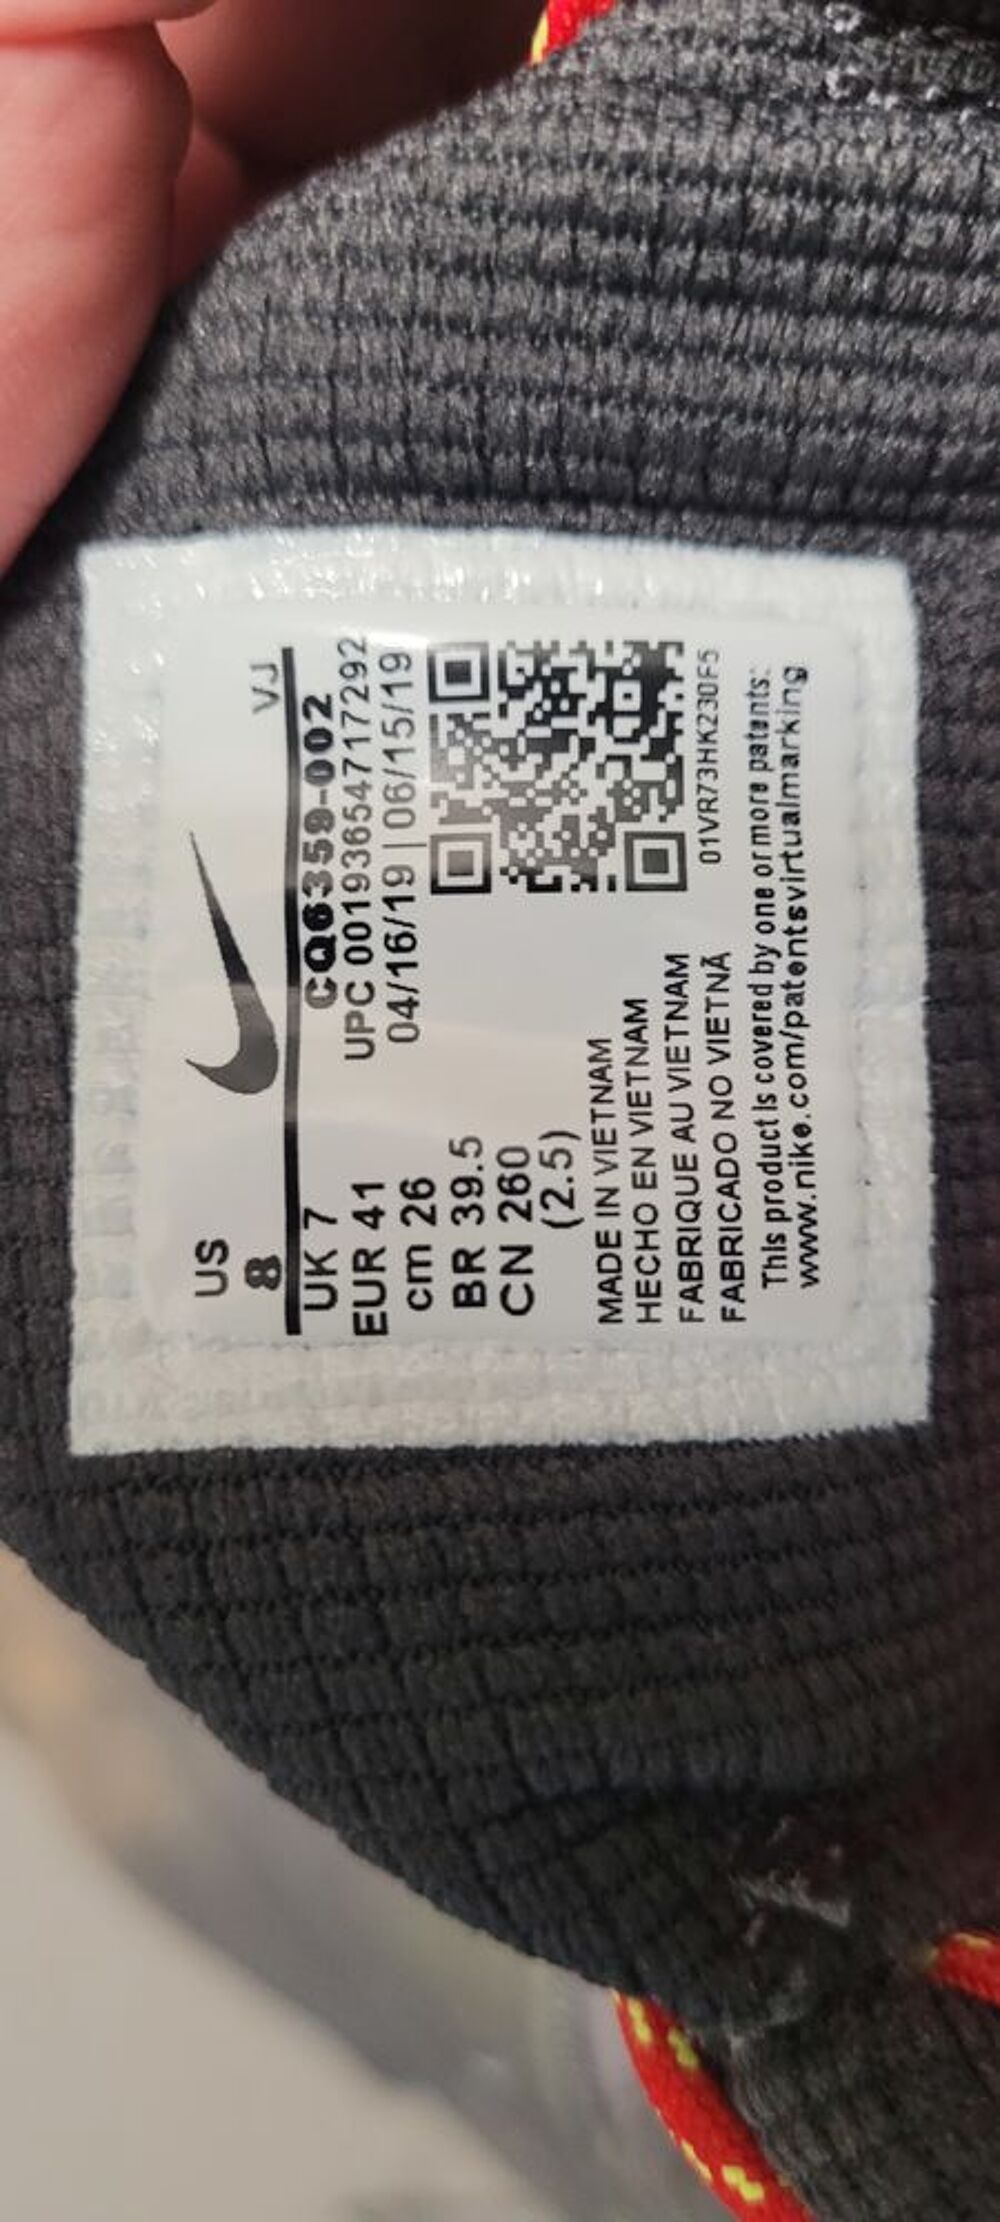 US
8
VJ
UK 7
EUR 41
cm 26
BR 39.5
CN 260
(2.5)
CQ6359-002
UPC 00193654717292
04/16/19 | 06/15/19
01VR73HK230F5
MADE IN VIETNAM
HECHO EN VIETNAM
FABRIQUE AU VIETNAM
FABRICADO NO VIETNÃ
This product is covered by one or more patents:
www.nike.com/patentsvirtualmarking